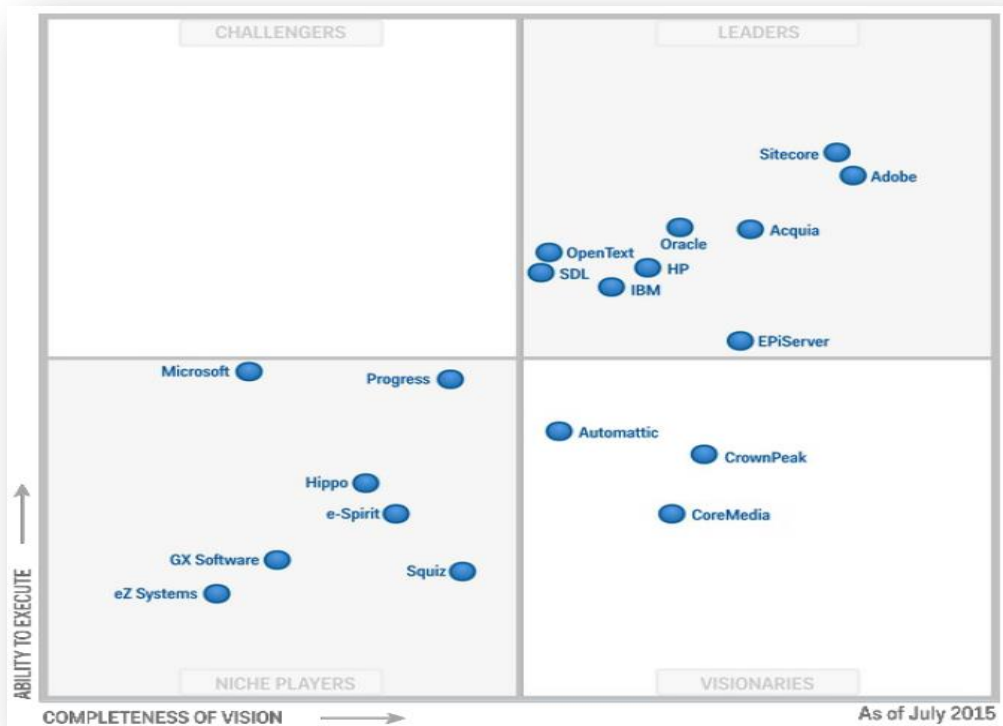 CHALLENGERS
LEADERS
Sitecore
Adobe
Acquia
Oracle
OpenText
HP
SDL
IBM
EPiServer
Microsoft
Progress
Automattic
CrownPeak
Hippo
e-Spirit
CoreMedia
GX Software
Squiz
eZ Systems
ABILITY TO EXECUTE
NICHE PLAYERS
VISIONARIES
COMPLETENESS OF VISION
As of July 2015